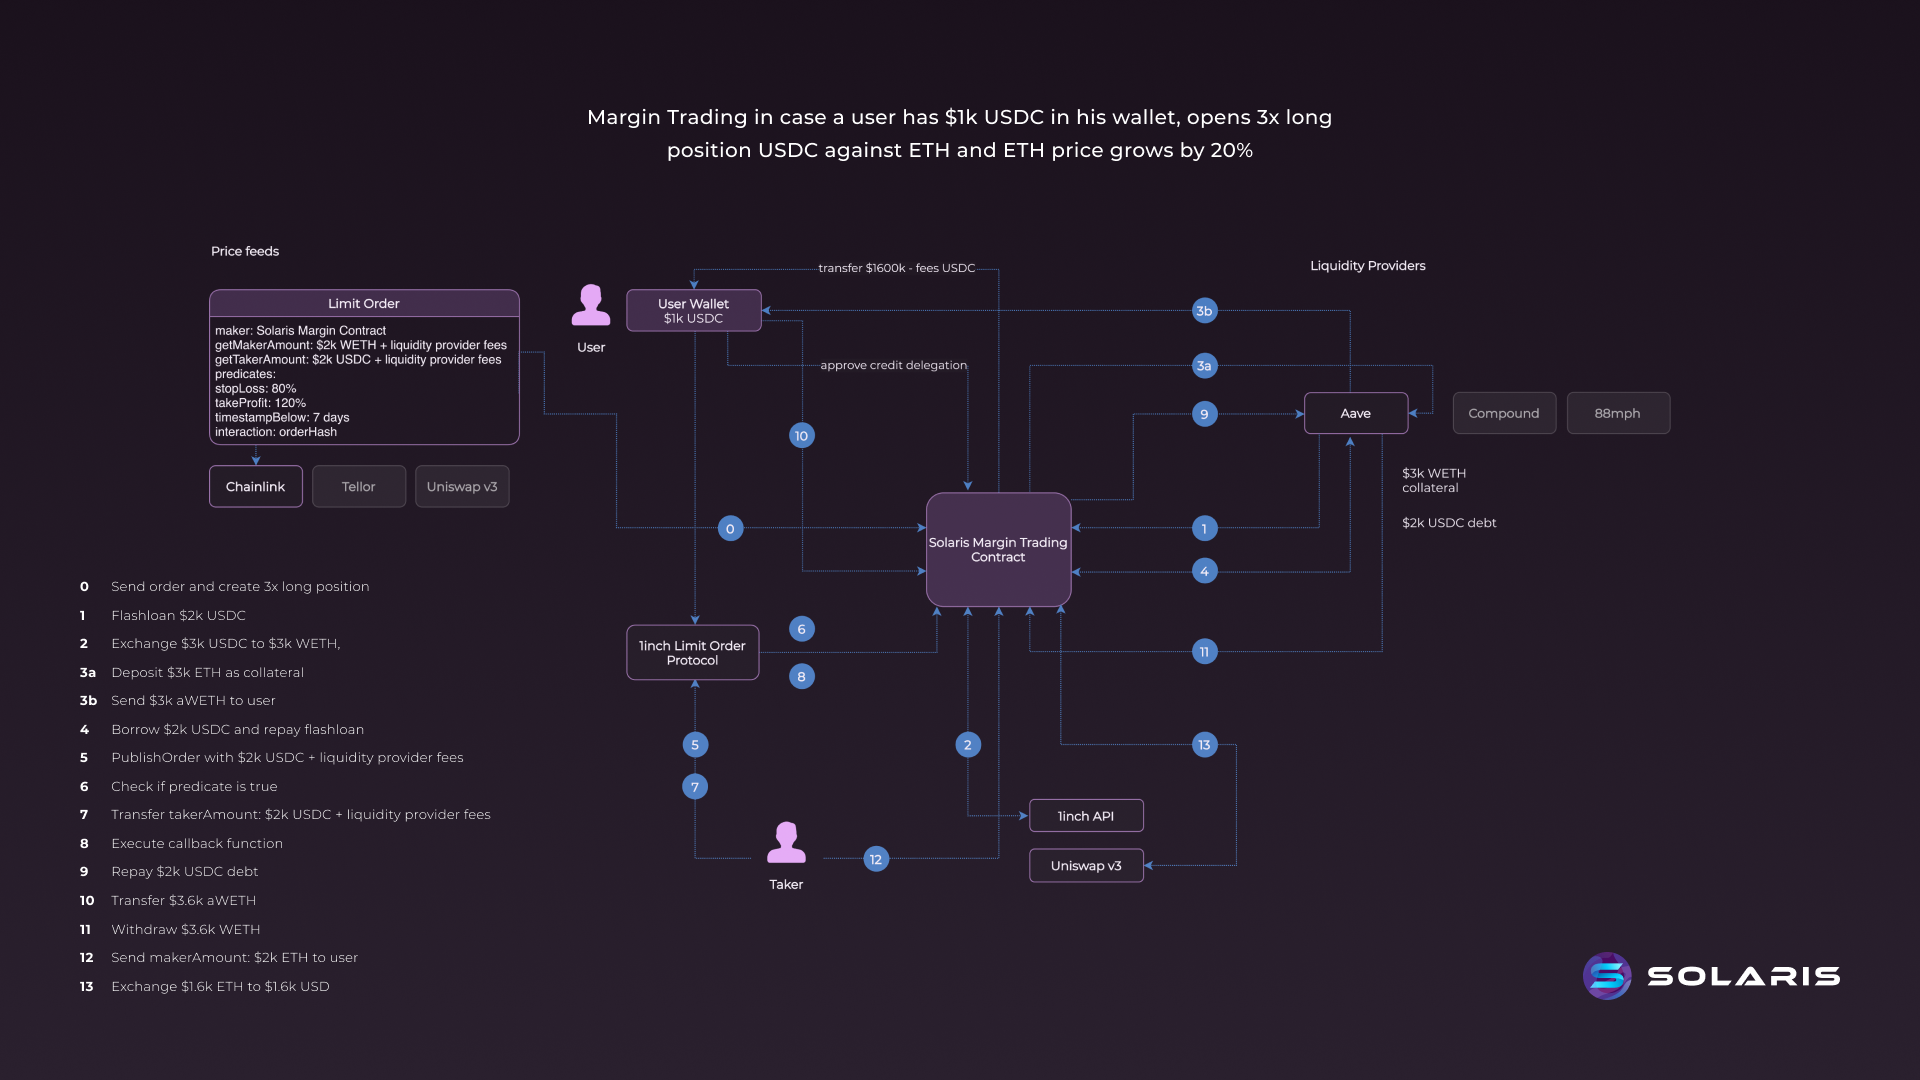 Margin Trading in case a user has $1k USDC in his wallet, opens 3x long
position USDC against ETH and ETH price grows by 20%
Price feeds
Limit Order
maker: Solaris Margin Contract
getMakerAmount: $2k WETH + liquidity provider fees
getTakerAmount: $2k USDC + liquidity provider fees
predicates:
stopLoss: 80%
takeProfit: 120%
timestampBelow: 7 days
interaction: orderHash
Chainlink
Tellor
Uniswap v3
User
User Wallet
$1k USDC
transfer $1600k - fees USDC
approve credit delegation
Liquidity Providers
3b
3a
9
10
Aave
Compound
88mph
$3k WETH
collateral
$2k USDC debt
0
Solaris Margin Trading
Contract
1
4
11
1inch Limit Order
Protocol
6
8
5
7
2
13
Taker
12
1inch API
Uniswap v3
0 Send order and create 3x long position
1 Flashloan $2k USDC
2 Exchange $3k USDC to $3k WETH,
3a Deposit $3k ETH as collateral
3b Send $3k aWETH to user
4 Borrow $2k USDC and repay flashloan
5 PublishOrder with $2k USDC + liquidity provider fees
6 Check if predicate is true
7 Transfer takerAmount: $2k USDC + liquidity provider fees
8 Execute callback function
9 Repay $2k USDC debt
10 Transfer $3.6k aWETH
11 Withdraw $3.6k WETH
12 Send makerAmount: $2k ETH to user
13 Exchange $1.6k ETH to $1.6k USD
SOLARIS